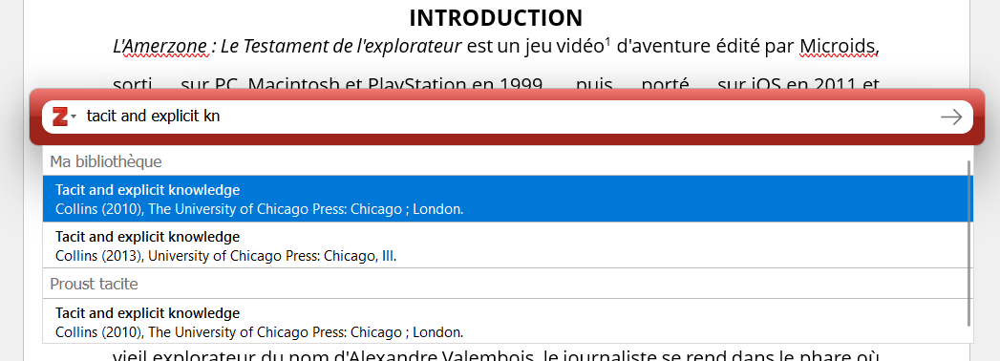 INTRODUCTION
L'Amerzone : Le Testament de l'explorateur est un jeu vidéo¹ d'aventure édité par Microids,
sorti sur PC, Macintosh et PlayStation en 1999 puis porté sur iOS en 2011 et
Z tacit and explicit kn
Ma bibliothèque
Tacit and explicit knowledge
Collins (2010), The University of Chicago Press: Chicago ; London.
Tacit and explicit knowledge
Collins (2013), University of Chicago Press: Chicago, Ill.
Proust tacite
Tacit and explicit knowledge
Collins (2010), The University of Chicago Press: Chicago ; London.
vieil explorateur du nom d'Alexandre Valembois, le journaliste se rend dans le phare où